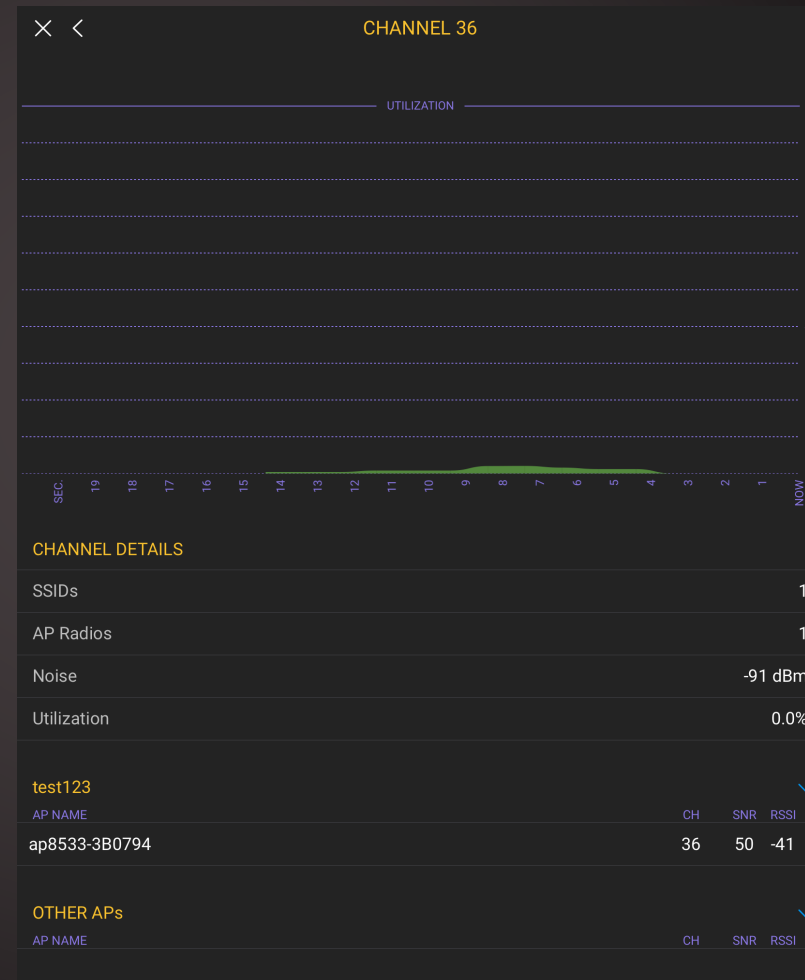 CHANNEL 36
UTILIZATION
SEC. 19 18 17 16 15 14 13 12 11 10 9 8 7 6 5 4 3 2 1 NOW
CHANNEL DETAILS
SSIDs 1
AP Radios 1
Noise -91 dBm
Utilization 0.0%
test123
AP NAME CH SNR RSSI
ap8533-3B0794 36 50 -41
OTHER APs
AP NAME CH SNR RSSI